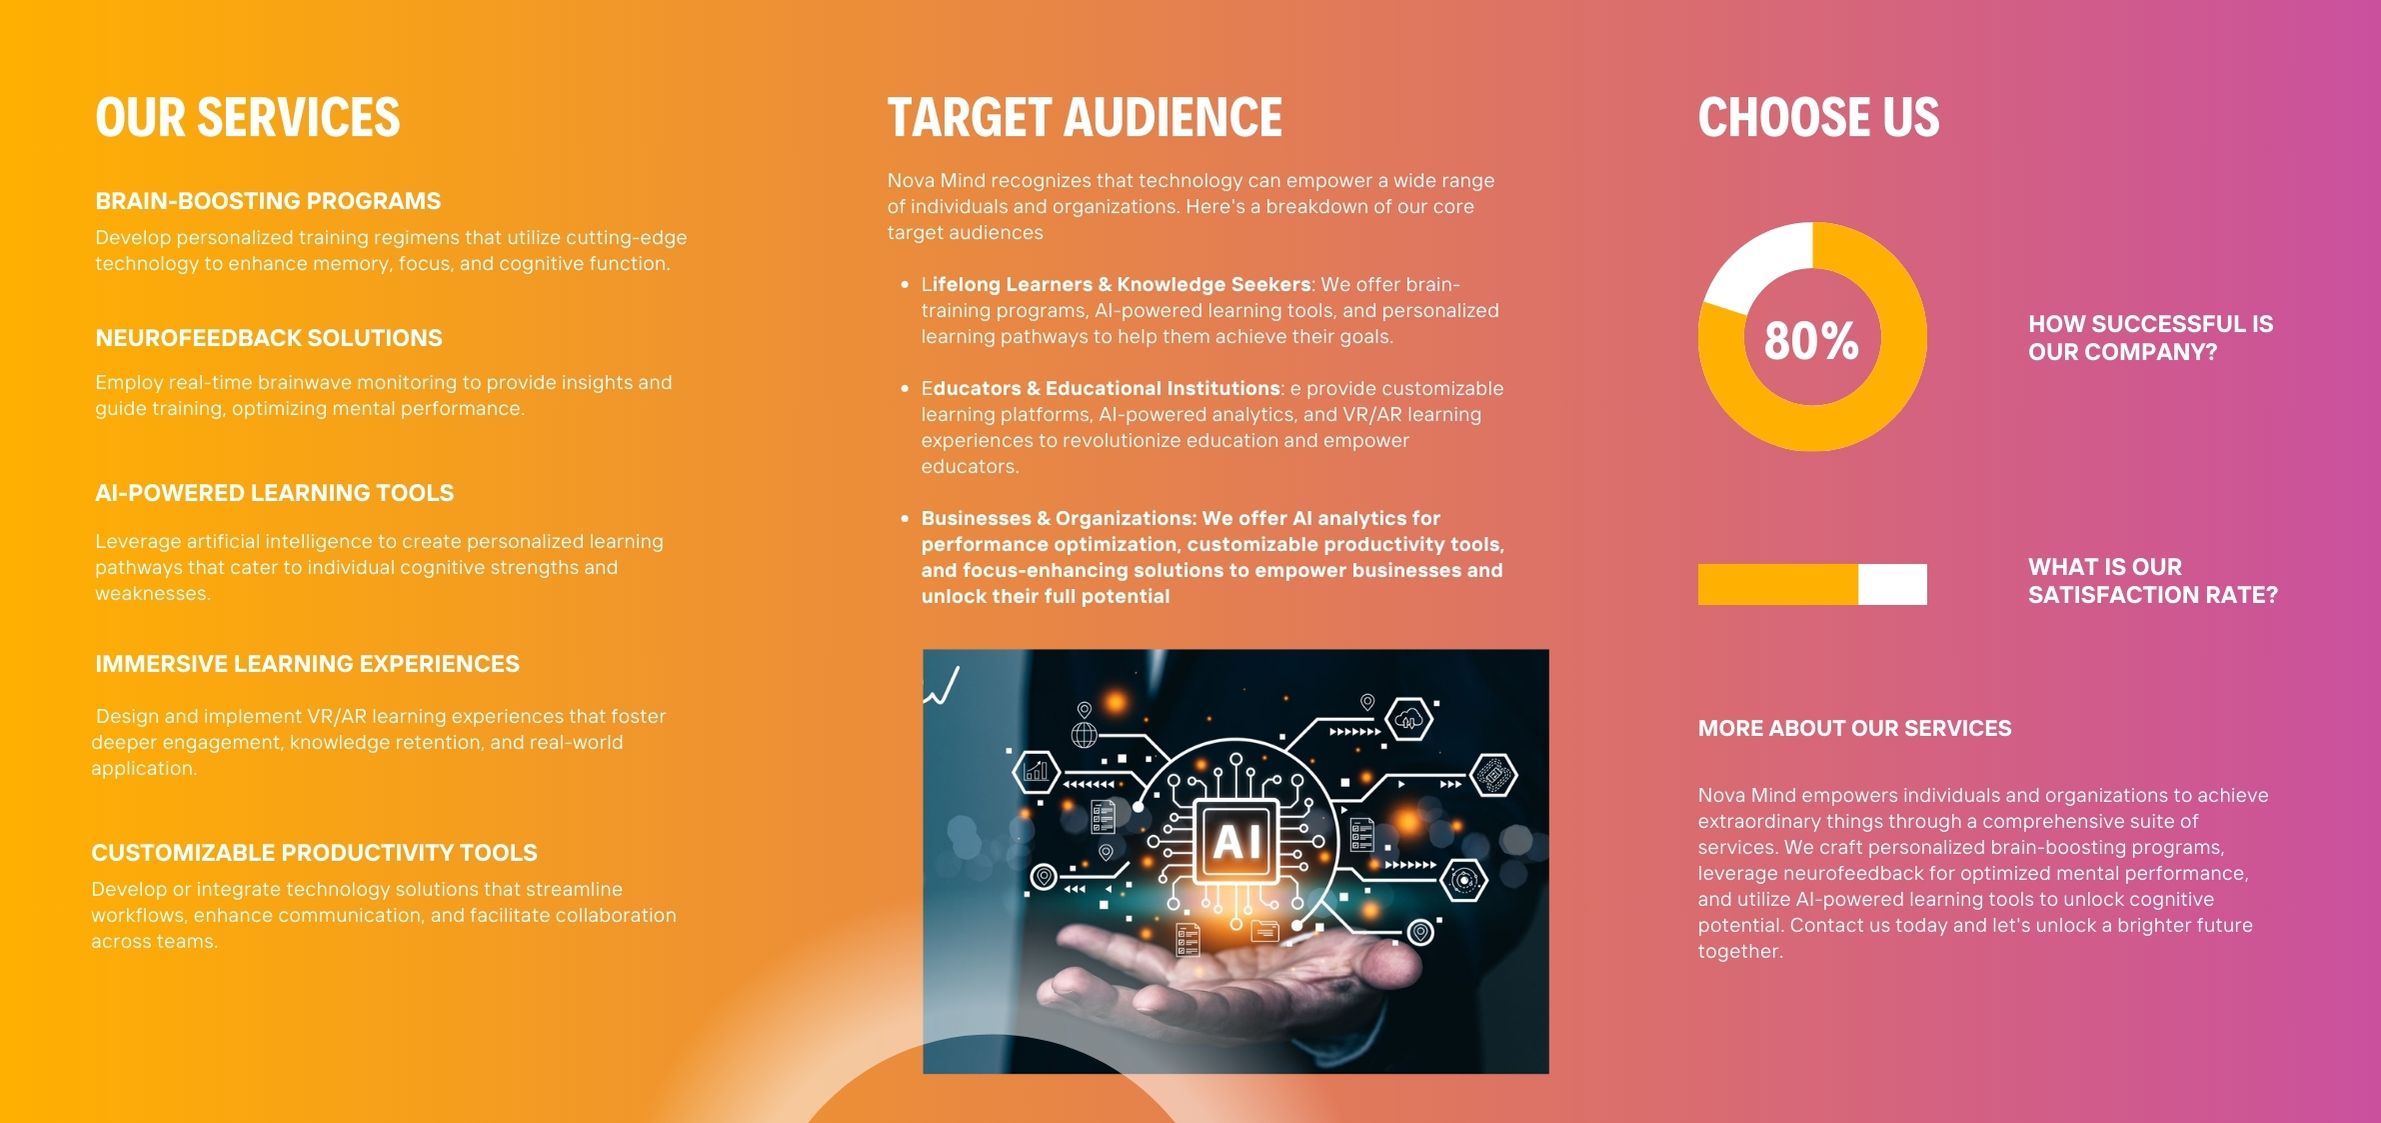 OUR SERVICES
BRAIN-BOOSTING PROGRAMS
Develop personalized training regimens that utilize cutting-edge
technology to enhance memory, focus, and cognitive function.
NEUROFEEDBACK SOLUTIONS
Employ real-time brainwave monitoring to provide insights and
guide training, optimizing mental performance.
AI-POWERED LEARNING TOOLS
Leverage artificial intelligence to create personalized learning
pathways that cater to individual cognitive strengths and
weaknesses.
IMMERSIVE LEARNING EXPERIENCES
Design and implement VR/AR learning experiences that foster
deeper engagement, knowledge retention, and real-world
application.
CUSTOMIZABLE PRODUCTIVITY TOOLS
Develop or integrate technology solutions that streamline
workflows, enhance communication, and facilitate collaboration
across teams.
TARGET AUDIENCE
Nova Mind recognizes that technology can empower a wide range
of individuals and organizations. Here's a breakdown of our core
target audiences
• Lifelong Learners & Knowledge Seekers: We offer brain-
training programs, AI-powered learning tools, and personalized
learning pathways to help them achieve their goals.
• Educators & Educational Institutions: e provide customizable
learning platforms, AI-powered analytics, and VR/AR learning
experiences to revolutionize education and empower
educators.
• Businesses & Organizations: We offer AI analytics for
performance optimization, customizable productivity tools,
and focus-enhancing solutions to empower businesses and
unlock their full potential
AI
CHOOSE US
80%
HOW SUCCESSFUL IS
OUR COMPANY?
WHAT IS OUR
SATISFACTION RATE?
MORE ABOUT OUR SERVICES
Nova Mind empowers individuals and organizations to achieve
extraordinary things through a comprehensive suite of
services. We craft personalized brain-boosting programs,
leverage neurofeedback for optimized mental performance,
and utilize AI-powered learning tools to unlock cognitive
potential. Contact us today and let's unlock a brighter future
together.